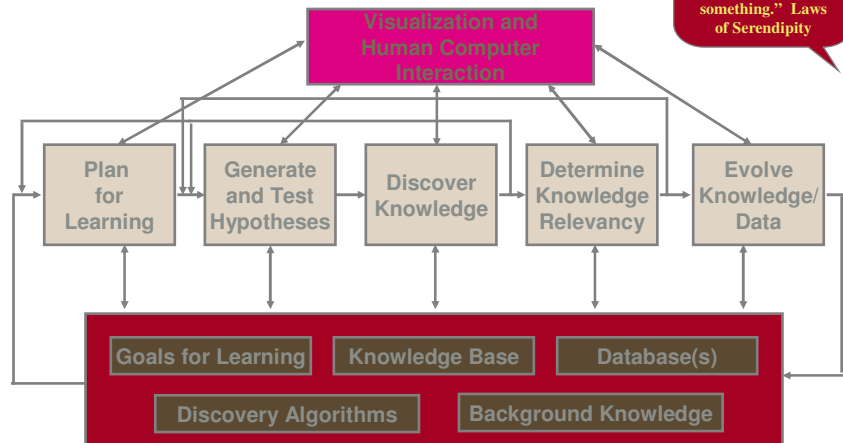 something.” Laws
of Serendipity
Visualization and
Human Computer
Interaction
Plan
for
Learning
Generate
and Test
Hypotheses
Discover
Knowledge
Determine
Knowledge
Relevancy
Evolve
Knowledge/
Data
Goals for Learning
Knowledge Base
Database(s)
Discovery Algorithms
Background Knowledge